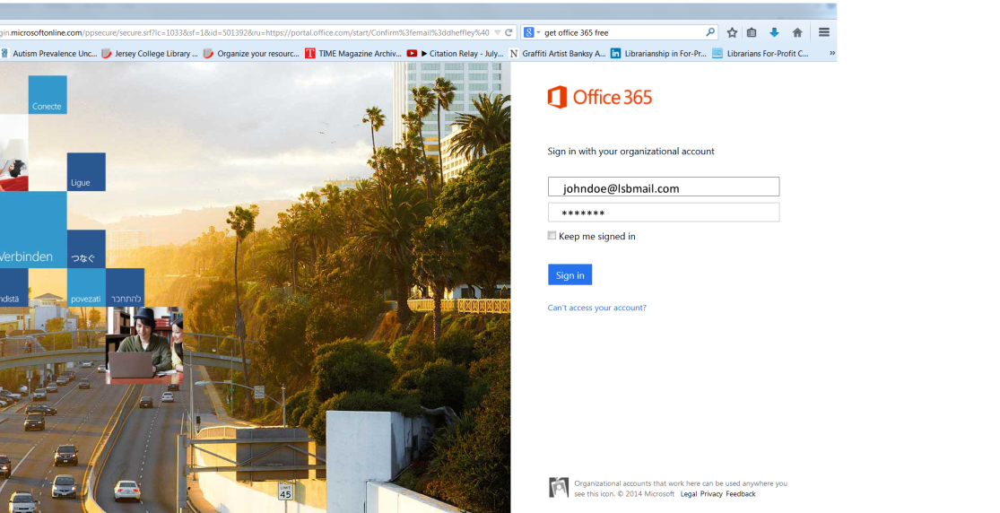 gin.microsoftonline.com/ppsecure/secure.srf?lc=1033&sf=1&id=501392&ru=https://portal.office.com/start/Confirm%3femail%3ddheffley%40
get office 365 free
Autism Prevalence Unc...
Jersey College Library ...
Organize your resourc...
TIME Magazine Archiv...
► Citation Relay - July...
Graffiti Artist Banksy A...
Librarianship in For-Pr...
Librarians For-Profit C...
»
Conecte
Ligue
Verbinden
つなぐ
ndistă
povezati
להתחבר
LIMIT
45
Office 365
Sign in with your organizational account
johndoe@lsbmail.com
*******
Keep me signed in
Sign in
Can't access your account?
Organizational accounts that work here can be used anywhere you
see this icon. © 2014 Microsoft Legal Privacy Feedback